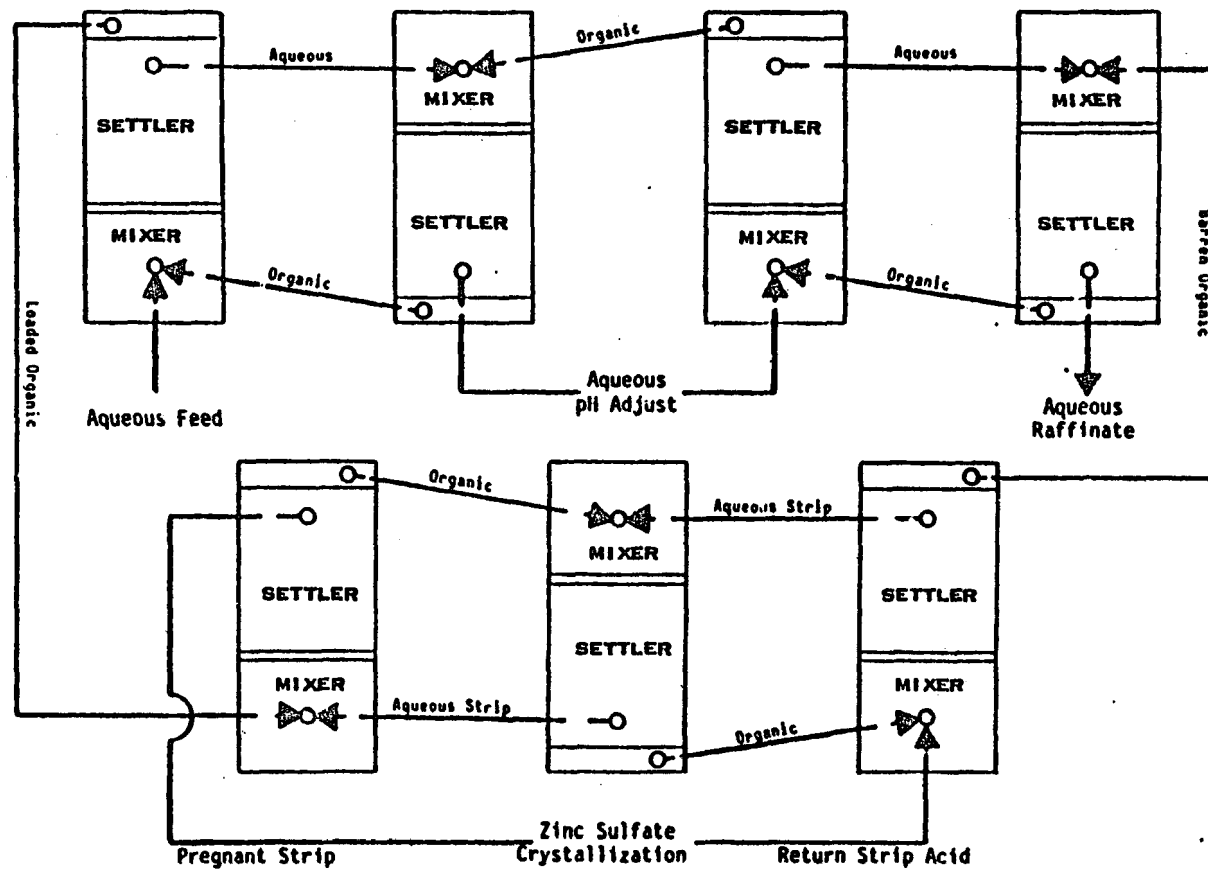 Organic
Aqueous
Aqueous
MIXER
MIXER
SETTLER
SETTLER
SETTLER
SETTLER
MIXER
MIXER
Organic
Organic
Barren Organic
Loaded Organic
Aqueous Feed
Aqueous
pH Adjust
Aqueous
Raffinate
Organic
Aqueous Strip
MIXER
SETTLER
SETTLER
SETTLER
MIXER
MIXER
Aqueous Strip
Organic
Pregnant Strip
Zinc Sulfate
Crystallization
Return Strip Acid